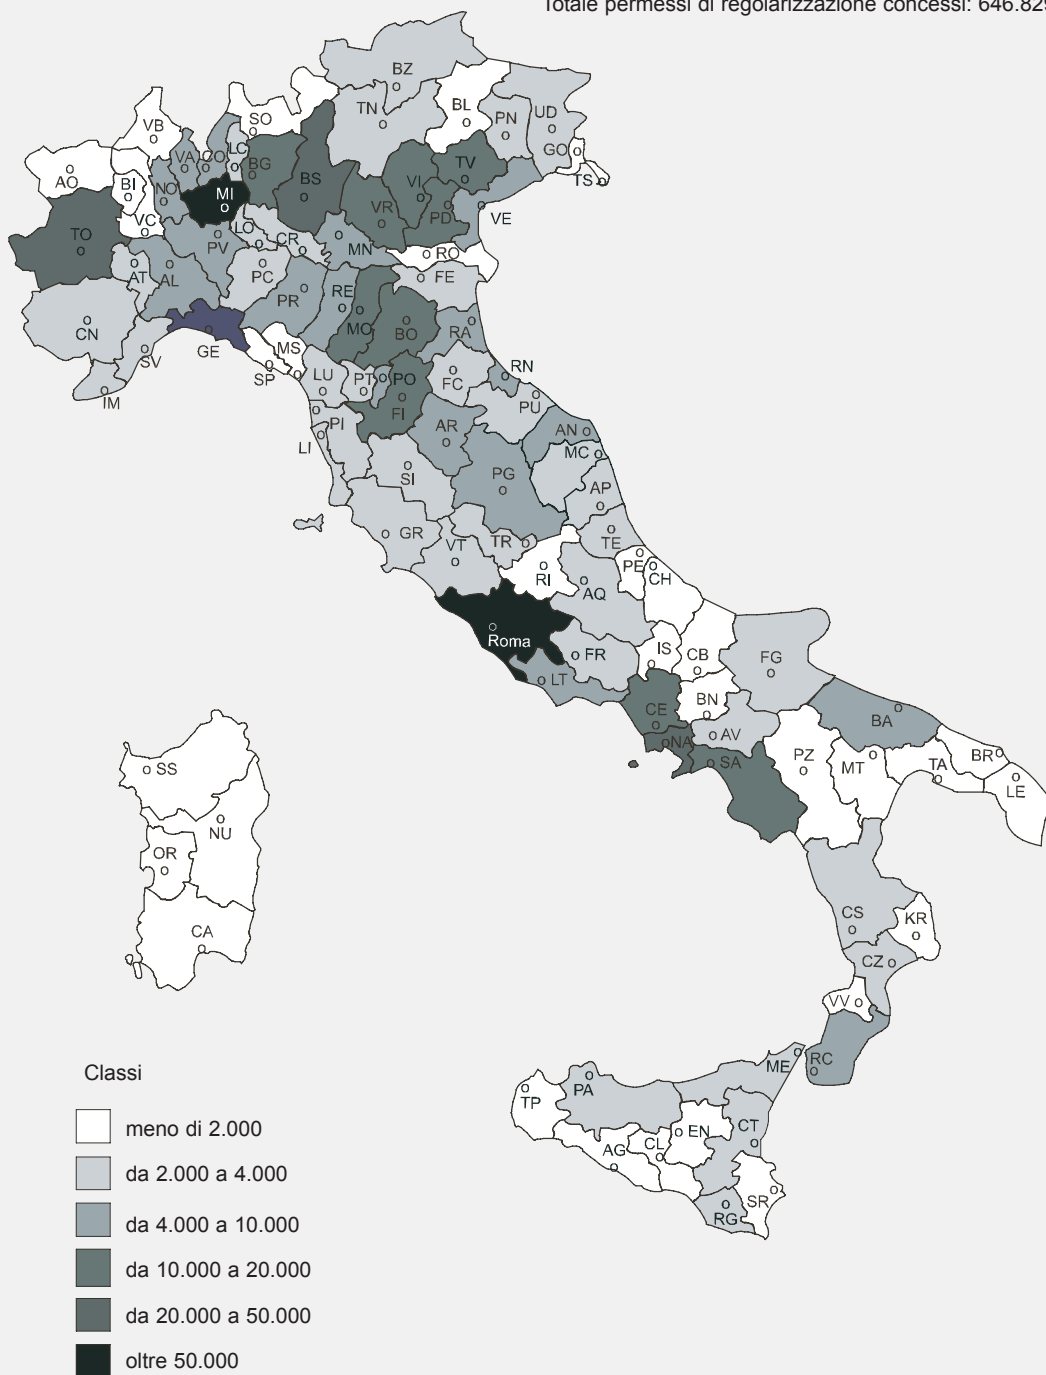 Totale permessi di regolarizzazione concessi: 646.829
BZ
TN
BL
PN
UD
GO
TS
SO
VB
AO
BI
VC
NO
VA
CO
LC
BG
BS
MI
TV
VI
VR
PD
VE
TO
AT
AL
PV
LO
CR
MN
RO
PC
FE
CN
SV
IM
GE
SP
MS
PR
RE
MO
BO
RA
RN
FC
PU
LU
PT
PO
FI
PI
LI
AR
AN
MC
AP
SI
PG
GR
VT
TR
TE
RI
PE
CH
AQ
Roma
FR
LT
IS
CB
FG
CE
BN
NA
AV
SA
BA
PZ
MT
TA
BR
LE
SS
NU
OR
CA
CS
KR
CZ
VV
RC
ME
PA
TP
AG
CL
EN
CT
SR
RG
Classi
meno di 2.000
da 2.000 a 4.000
da 4.000 a 10.000
da 10.000 a 20.000
da 20.000 a 50.000
oltre 50.000